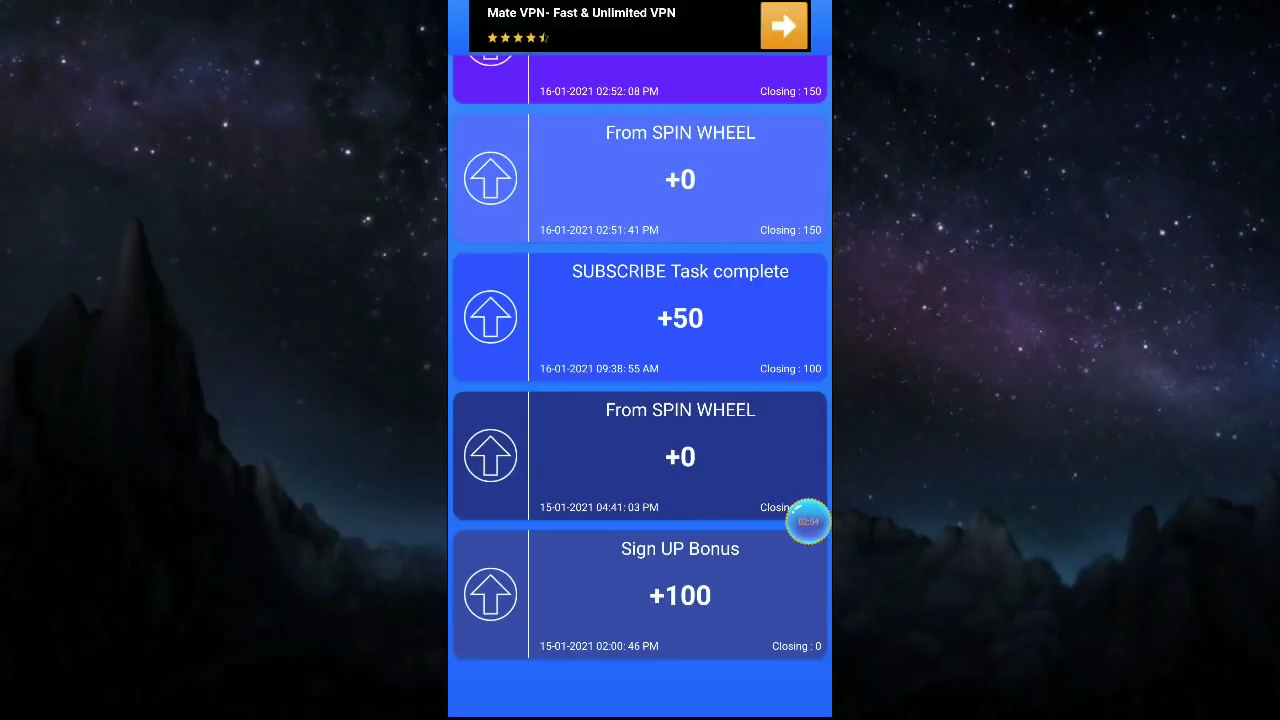 Mate VPN- Fast & Unlimited VPN
16-01-2021 02:52: 08 PM Closing : 150
From SPIN WHEEL
+0
16-01-2021 02:51: 41 PM Closing : 150
SUBSCRIBE Task complete
+50
16-01-2021 09:38: 55 AM Closing : 100
From SPIN WHEEL
+0
15-01-2021 04:41: 03 PM
02:54
Sign UP Bonus
+100
15-01-2021 02:00: 46 PM Closing : 0